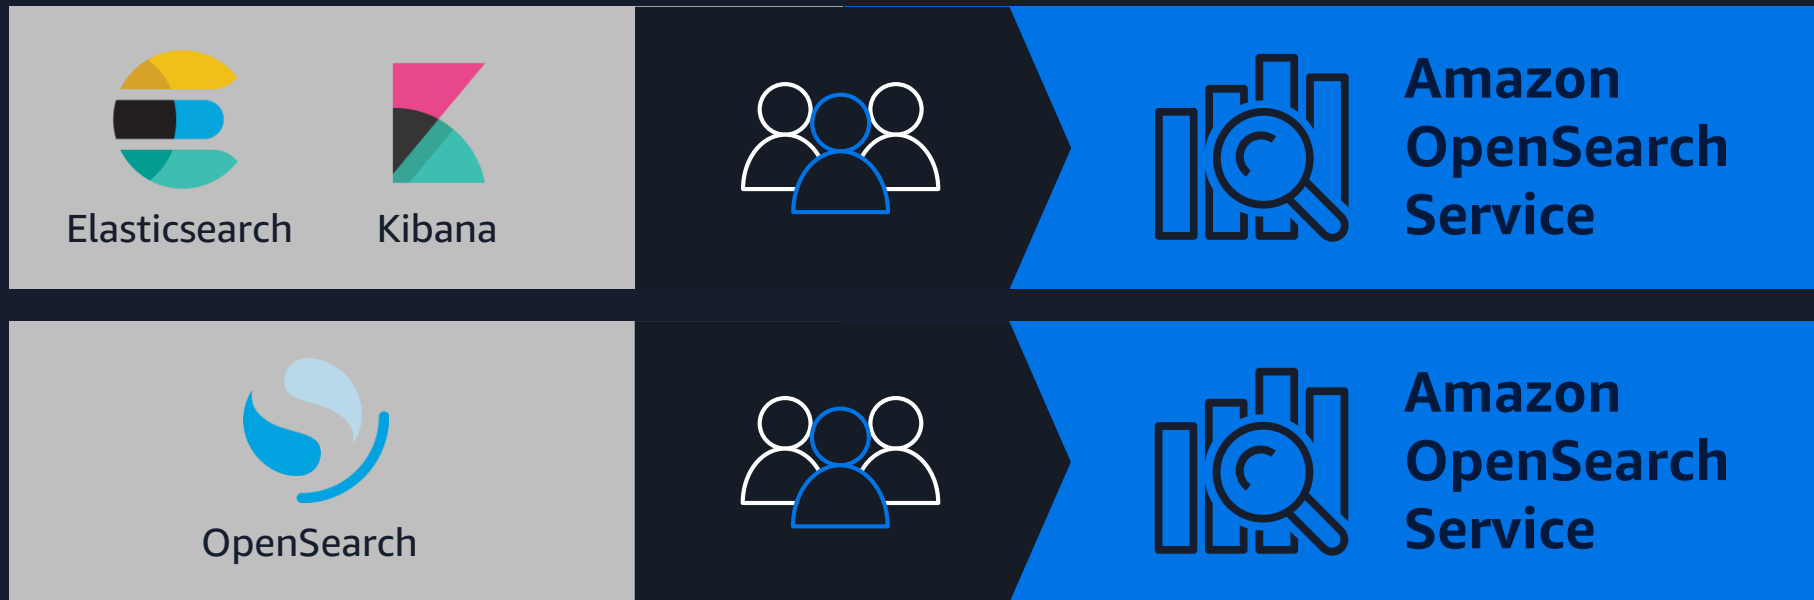 Elasticsearch
Kibana
Amazon
OpenSearch
Service
OpenSearch
Amazon
OpenSearch
Service